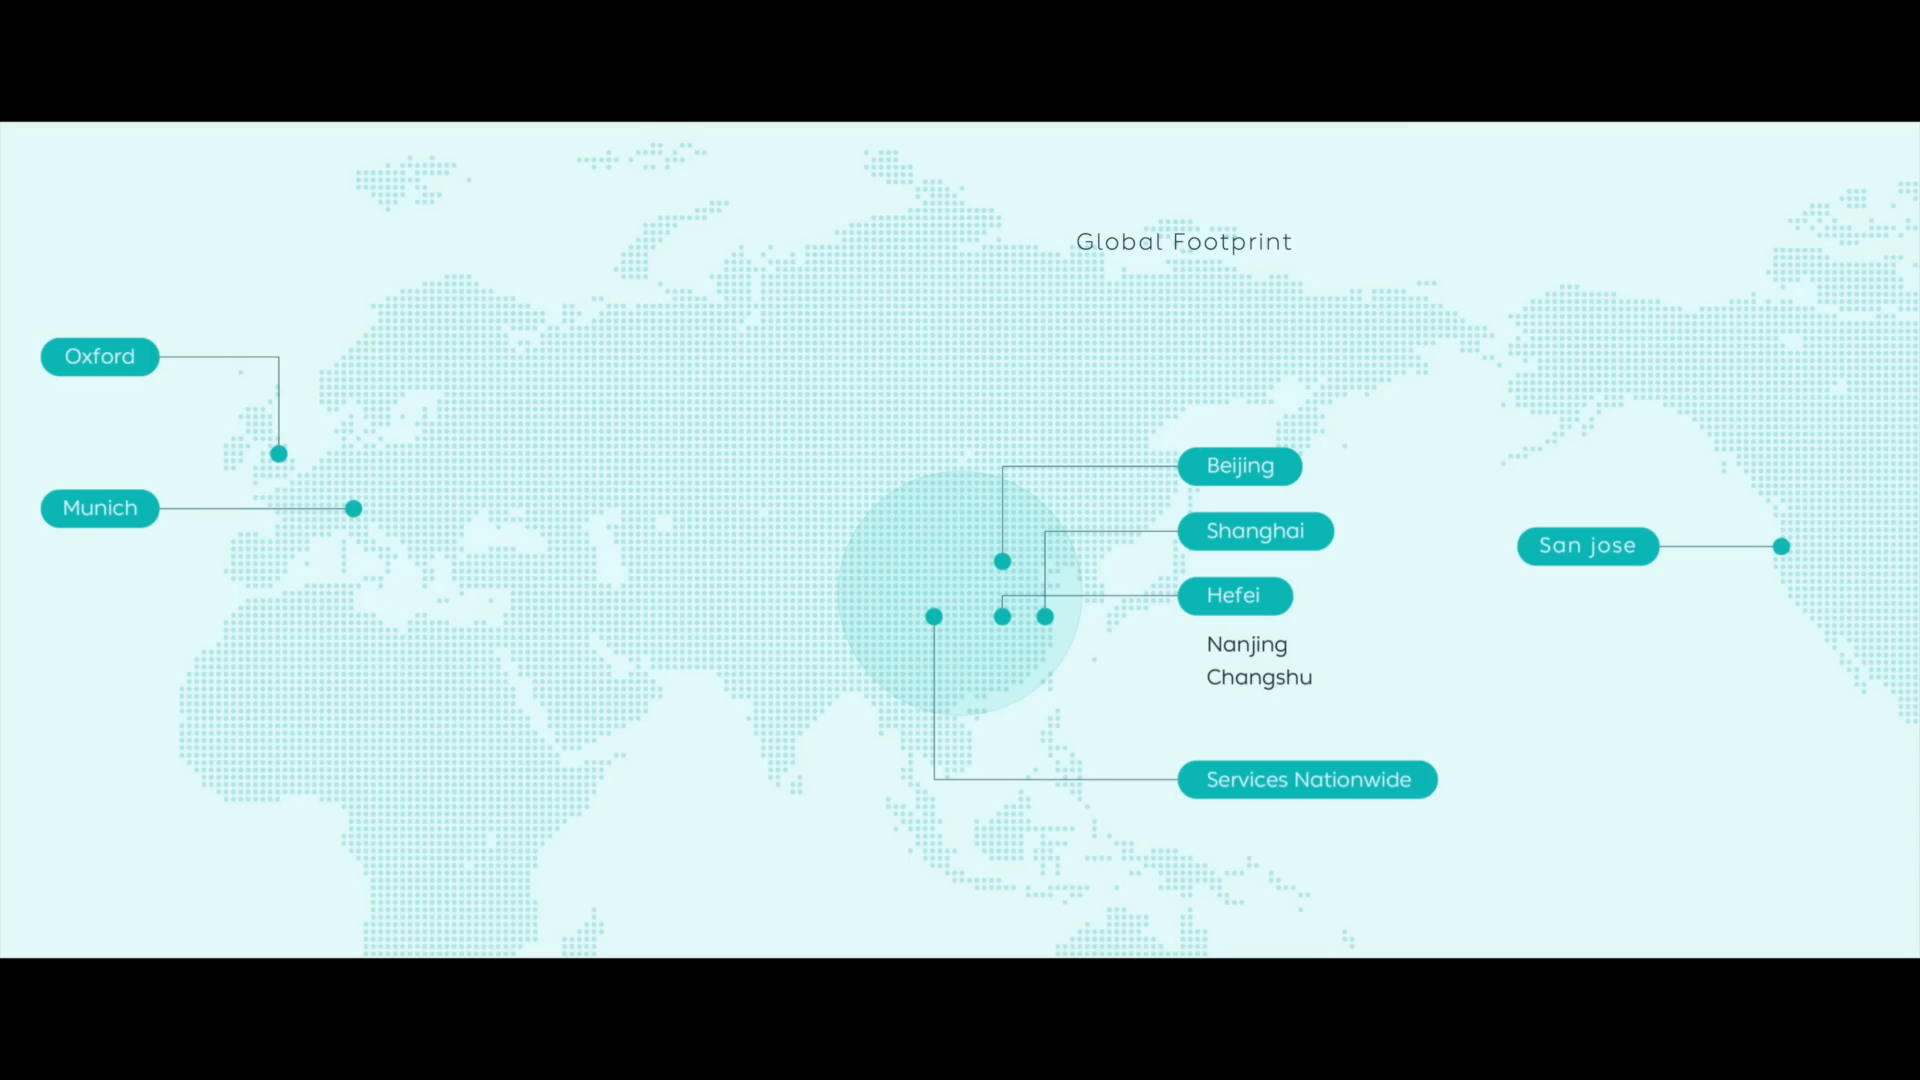 Global Footprint
Oxford
Munich
Beijing
Shanghai
Hefei
Nanjing
Changshu
Services Nationwide
San jose